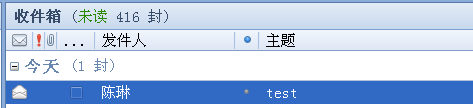 收件箱 (未读 416 封)
! ... 发件人 主题
今天 (1 封)
陈琳 test